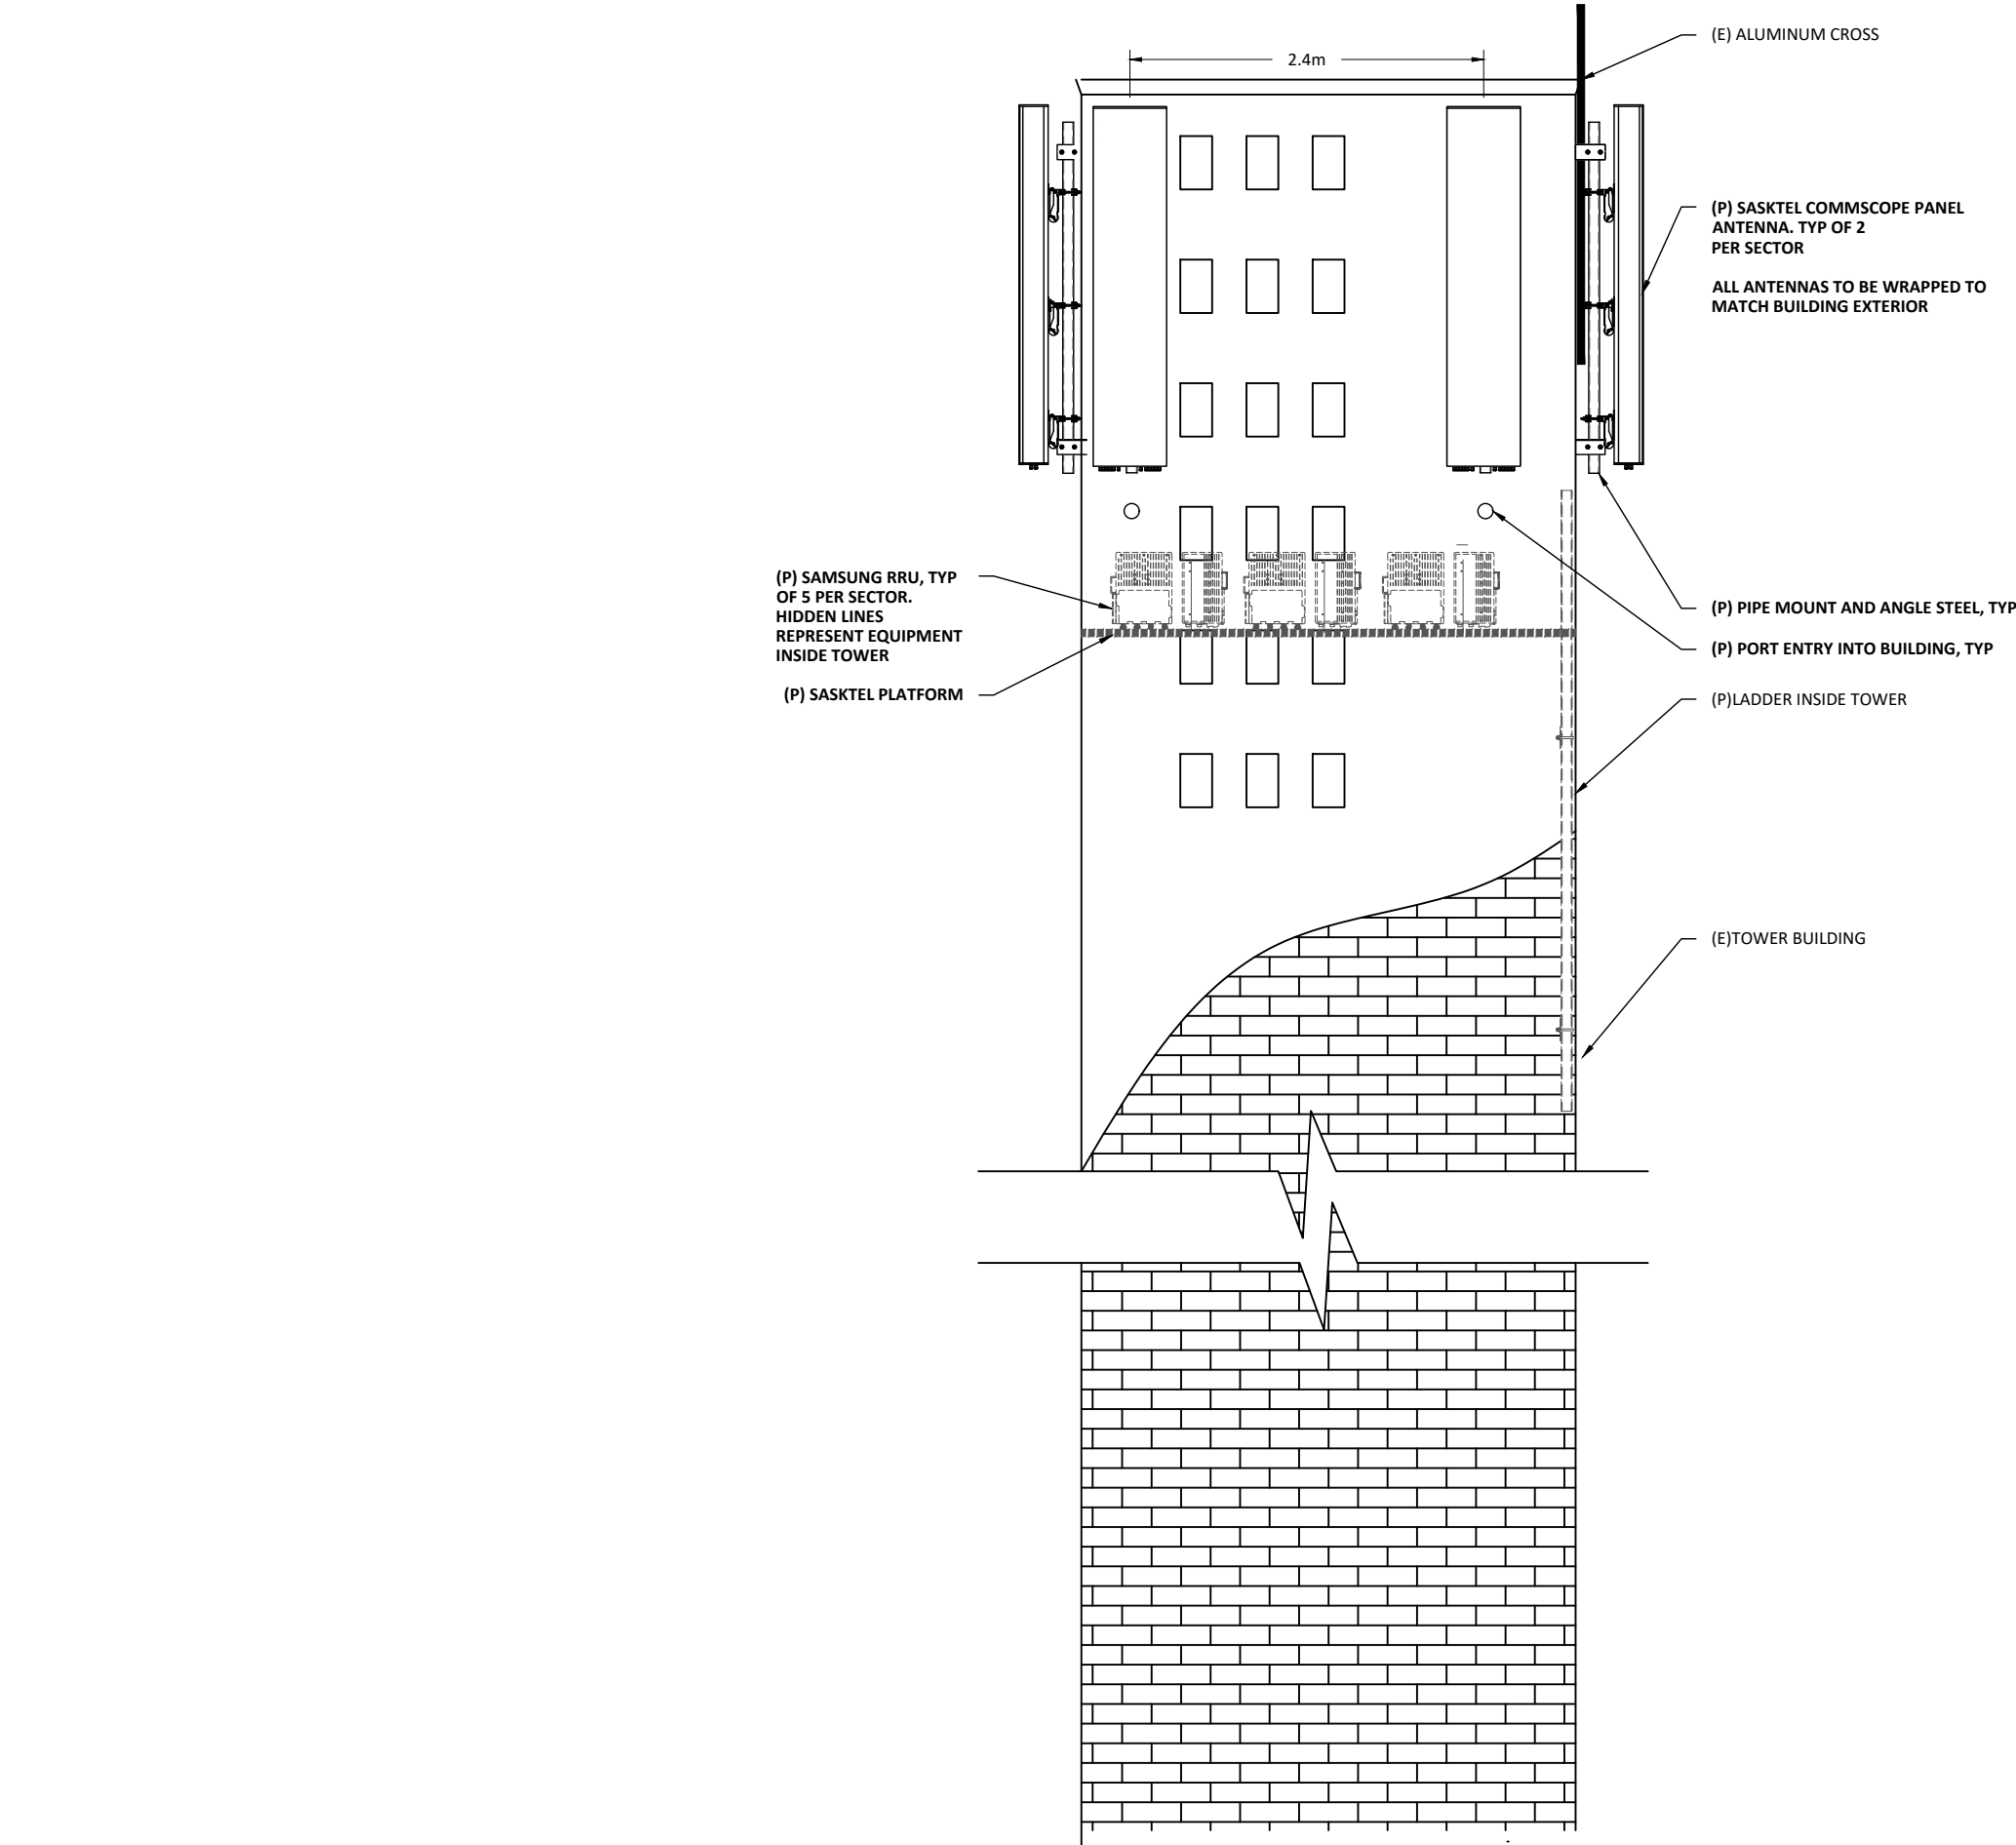 (E) ALUMINUM CROSS
2.4m
(P) SASKTEL COMMSCOPE PANEL
ANTENNA. TYP OF 2
PER SECTOR
ALL ANTENNAS TO BE WRAPPED TO
MATCH BUILDING EXTERIOR
(P) SAMSUNG RRU, TYP
OF 5 PER SECTOR.
HIDDEN LINES
REPRESENT EQUIPMENT
INSIDE TOWER
(P) SASKTEL PLATFORM
(P) PIPE MOUNT AND ANGLE STEEL, TYP
(P) PORT ENTRY INTO BUILDING, TYP
(P)LADDER INSIDE TOWER
(E)TOWER BUILDING